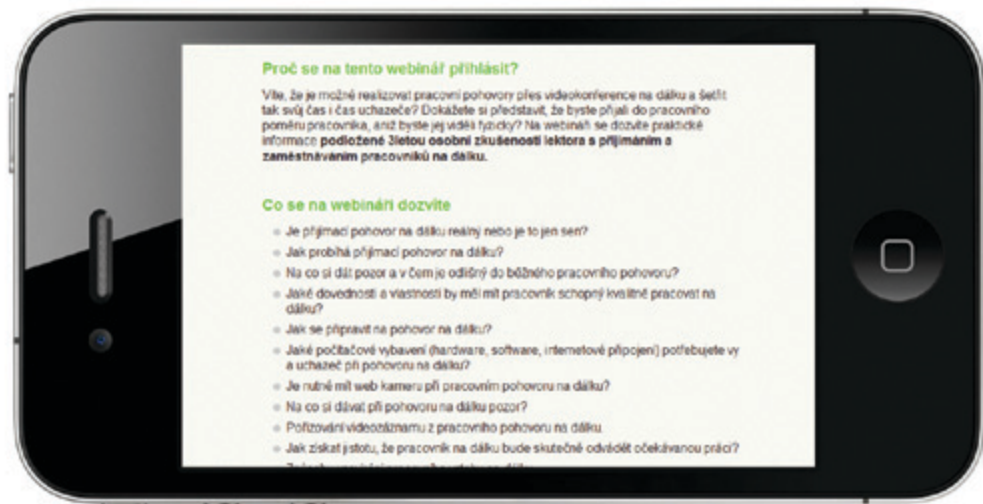 Proč se na tento webinář přihlásit?
Víte, že je možné realizovat pracovní pohovory přes videokonference na dálku a šetřit
tak svůj čas i čas uchazeče? Dokážete si představit, že byste přijali do pracovního
poměru pracovníka, aniž byste jej viděli fyzicky? Na webináři se dozvíte praktické
informace podložené 3letou osobní zkušeností lektora s přijímáním a
zaměstnáváním pracovníků na dálku.
Co se na webináři dozvíte
Je přijímací pohovor na dálku reálný nebo je to jen sen?
Jak probíhá přijímací pohovor na dálku?
Na co si dát pozor a v čem je odlišný do běžného pracovního pohovoru?
Jaké dovednosti a vlastnosti by měl mít pracovník schopný kvalitně pracovat na
dálku?
Jak se připravit na pohovor na dálku?
Jaké počítačové vybavení (hardware, software, internetové připojení) potřebujete vy
a uchazeč při pohovoru na dálku?
Je nutné mít web kameru při pracovním pohovoru na dálku?
Na co si dávat při pohovoru na dálku pozor?
Pořizování videozáznamu z pracovního pohovoru na dálku.
Jak získat jistotu, že pracovník na dálku bude skutečně odvádět očekávanou práci?